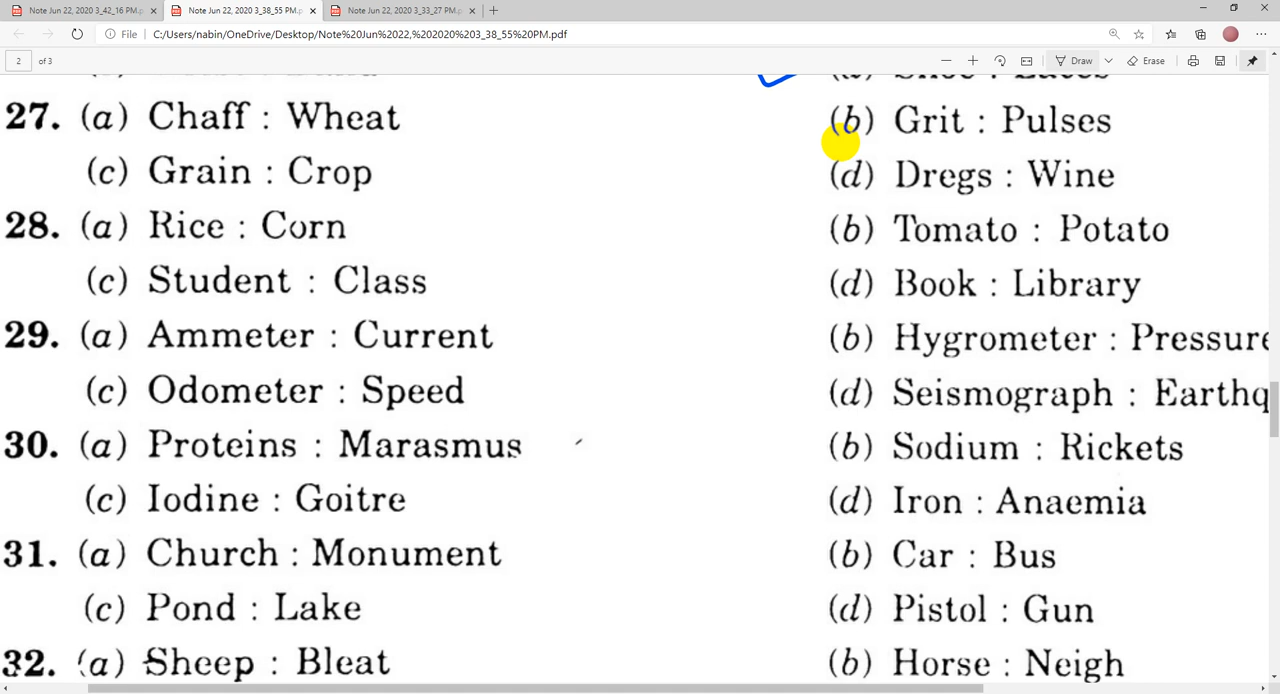 Note Jun 22, 2020 3_42_16 PM.p
Note Jun 22, 2020 3_38_55 PM.p
Note Jun 22, 2020 3_33_27 PM.p
File C:/Users/nabin/OneDrive/Desktop/Note%20Jun%2022,%202020%203_38_55%20PM.pdf
2 of 3 Draw Erase
(a) Shoe : Laces
27. (a) Chaff : Wheat (b) Grit : Pulses
(c) Grain : Crop (d) Dregs : Wine
28. (a) Rice : Corn (b) Tomato : Potato
(c) Student : Class (d) Book : Library
29. (a) Ammeter : Current (b) Hygrometer : Pressure
(c) Odometer : Speed (d) Seismograph : Earthq
30. (a) Proteins : Marasmus (b) Sodium : Rickets
(c) Iodine : Goitre (d) Iron : Anaemia
31. (a) Church : Monument (b) Car : Bus
(c) Pond : Lake (d) Pistol : Gun
32. (a) Sheep : Bleat (b) Horse : Neigh